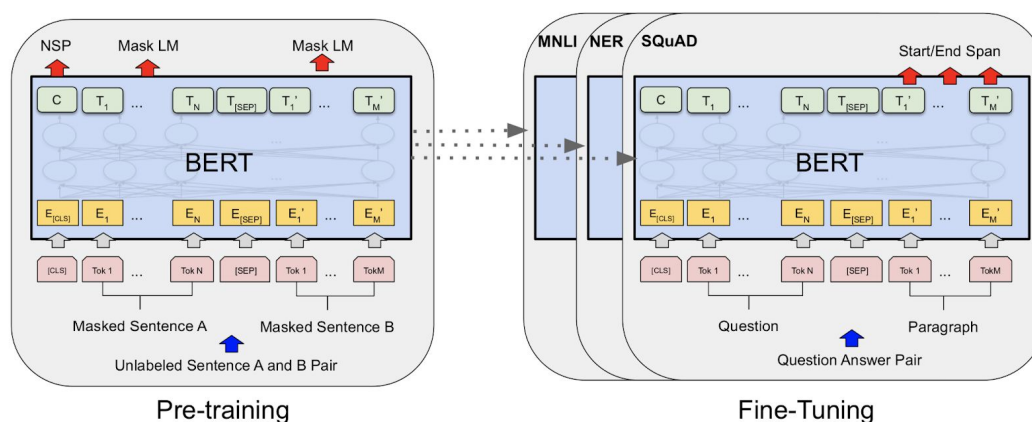 NSP Mask LM Mask LM
C T1 ... TN T[SEP] T1' ... TM'
BERT
E[CLS] E1 ... EN E[SEP] E1' ... EM'
[CLS] Tok 1 ... Tok N [SEP] Tok 1 ... TokM
Masked Sentence A Masked Sentence B
Unlabeled Sentence A and B Pair
Pre-training
MNLI NER SQuAD
Start/End Span
C T1 ... TN T[SEP] T1' ... TM'
BERT
E[CLS] E1 ... EN E[SEP] E1' ... EM'
[CLS] Tok 1 ... Tok N [SEP] Tok 1 ... TokM
Question Paragraph
Question Answer Pair
Fine-Tuning